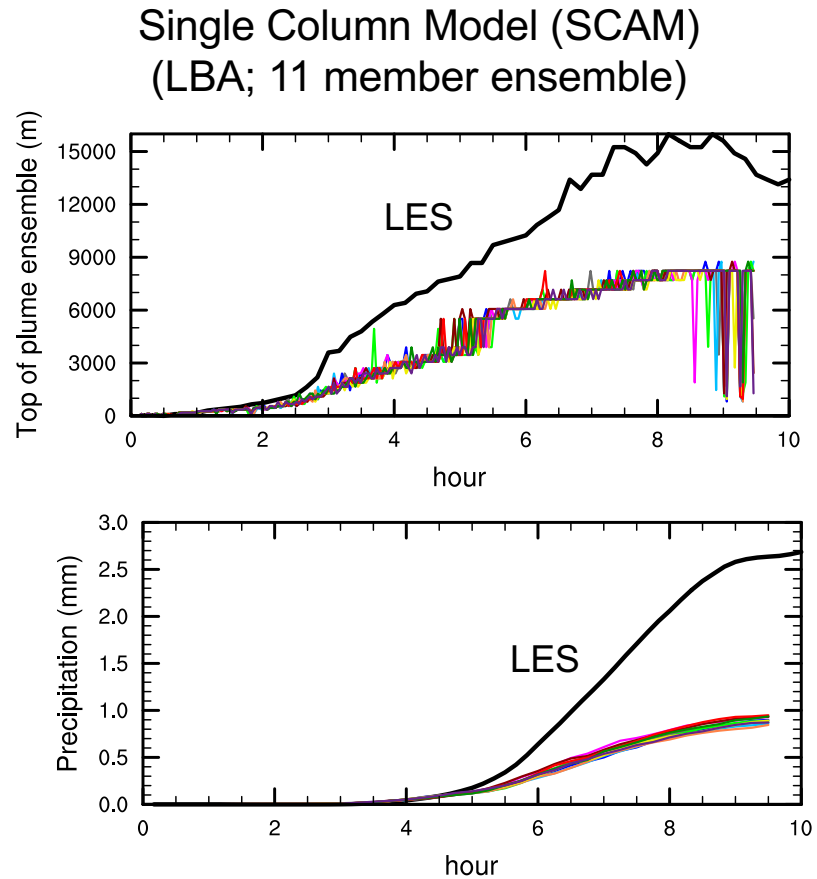 Single Column Model (SCAM)
(LBA; 11 member ensemble)
Top of plume ensemble (m)
15000
12000
9000
6000
3000
0
LES
0 2 4 6 8 10
hour
Precipitation (mm)
3.0
2.5
2.0
1.5
1.0
0.5
0.0
LES
0 2 4 6 8 10
hour